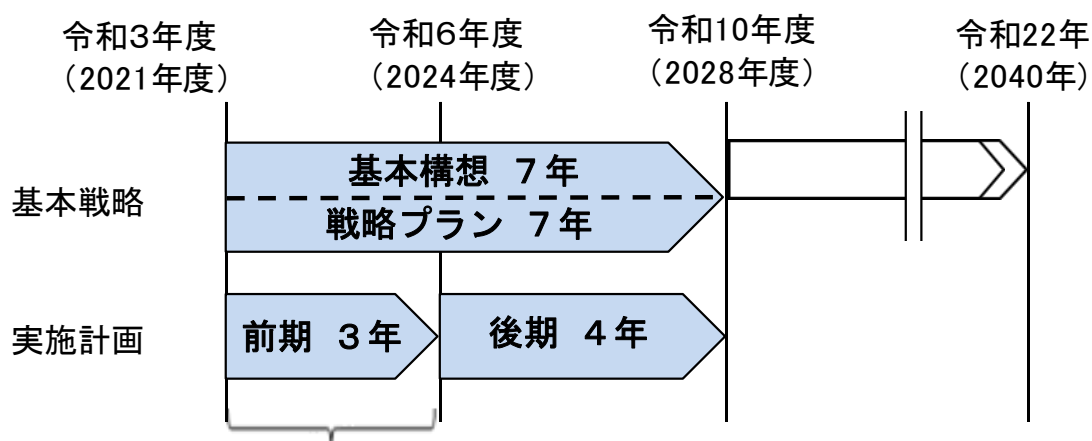 令和３年度
（2021年度）
令和６年度
（2024年度）
令和10年度
（2028年度）
令和22年
（2040年）
基本戦略
基本構想 ７年
戦略プラン ７年
実施計画
前期 ３年
後期 ４年